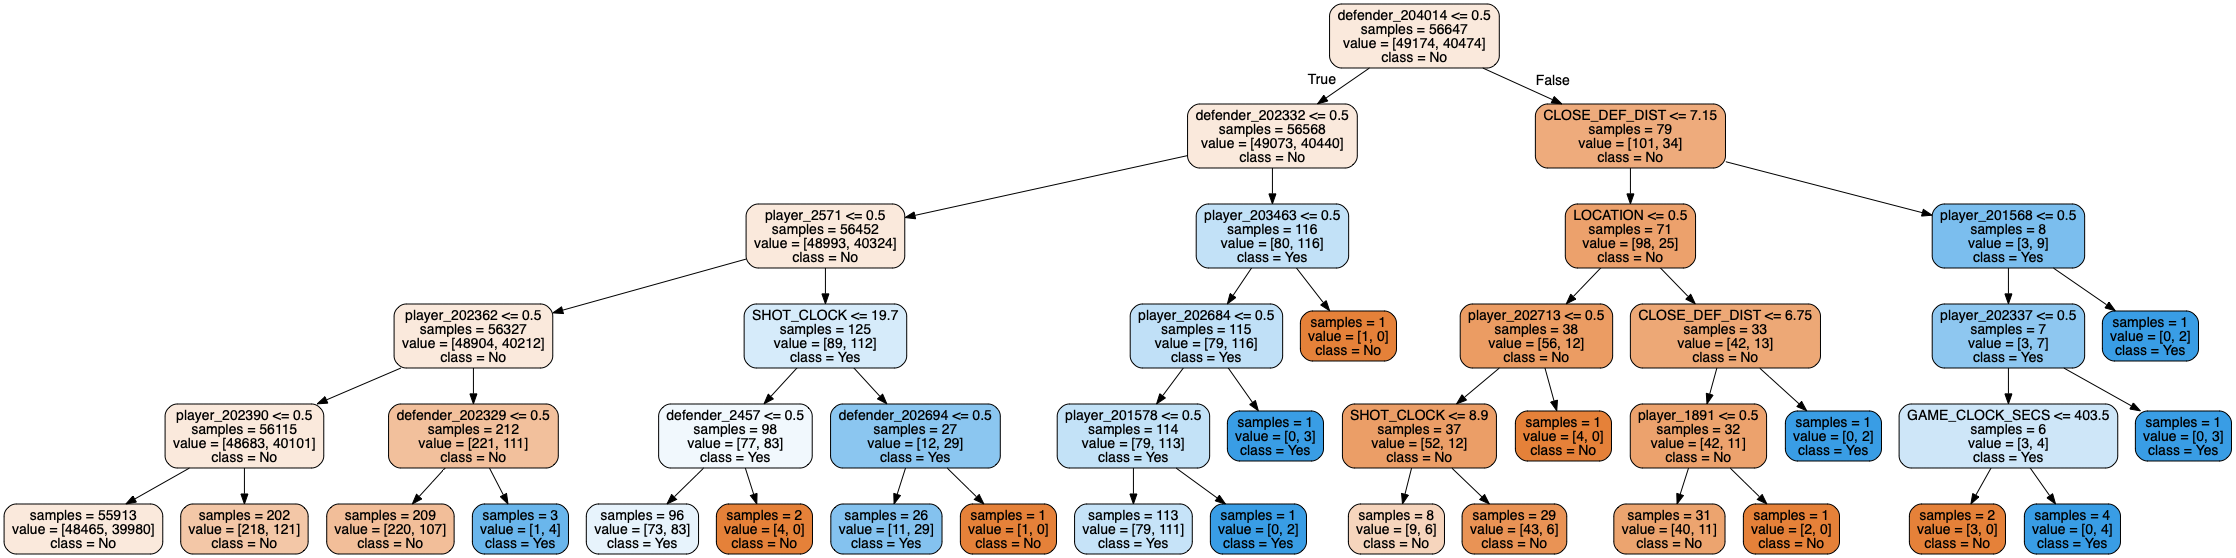 defender_204014 <= 0.5
samples = 56647
value = [49174, 40474]
class = No
True
False
defender_202332 <= 0.5
samples = 56568
value = [49073, 40440]
class = No
CLOSE_DEF_DIST <= 7.15
samples = 79
value = [101, 34]
class = No
player_2571 <= 0.5
samples = 56452
value = [48993, 40324]
class = No
player_203463 <= 0.5
samples = 116
value = [80, 116]
class = Yes
LOCATION <= 0.5
samples = 71
value = [98, 25]
class = No
player_201568 <= 0.5
samples = 8
value = [3, 9]
class = Yes
player_202362 <= 0.5
samples = 56327
value = [48904, 40212]
class = No
SHOT_CLOCK <= 19.7
samples = 125
value = [89, 112]
class = Yes
player_202684 <= 0.5
samples = 115
value = [79, 116]
class = Yes
samples = 1
value = [1, 0]
class = No
player_202713 <= 0.5
samples = 38
value = [56, 12]
class = No
CLOSE_DEF_DIST <= 6.75
samples = 33
value = [42, 13]
class = No
player_202337 <= 0.5
samples = 7
value = [3, 7]
class = Yes
samples = 1
value = [0, 2]
class = Yes
player_202390 <= 0.5
samples = 56115
value = [48683, 40101]
class = No
defender_202329 <= 0.5
samples = 212
value = [221, 111]
class = No
defender_2457 <= 0.5
samples = 98
value = [77, 83]
class = Yes
defender_202694 <= 0.5
samples = 27
value = [12, 29]
class = Yes
player_201578 <= 0.5
samples = 114
value = [79, 113]
class = Yes
samples = 1
value = [0, 3]
class = Yes
SHOT_CLOCK <= 8.9
samples = 37
value = [52, 12]
class = No
samples = 1
value = [4, 0]
class = No
player_1891 <= 0.5
samples = 32
value = [42, 11]
class = No
samples = 1
value = [0, 2]
class = Yes
GAME_CLOCK_SECS <= 403.5
samples = 6
value = [3, 4]
class = Yes
samples = 1
value = [0, 3]
class = Yes
samples = 55913
value = [48465, 39980]
class = No
samples = 202
value = [218, 121]
class = No
samples = 209
value = [220, 107]
class = No
samples = 3
value = [1, 4]
class = Yes
samples = 96
value = [73, 83]
class = Yes
samples = 2
value = [4, 0]
class = No
samples = 26
value = [11, 29]
class = Yes
samples = 1
value = [1, 0]
class = No
samples = 113
value = [79, 111]
class = Yes
samples = 1
value = [0, 2]
class = Yes
samples = 8
value = [9, 6]
class = No
samples = 29
value = [43, 6]
class = No
samples = 31
value = [40, 11]
class = No
samples = 1
value = [2, 0]
class = No
samples = 2
value = [3, 0]
class = No
samples = 4
value = [0, 4]
class = Yes